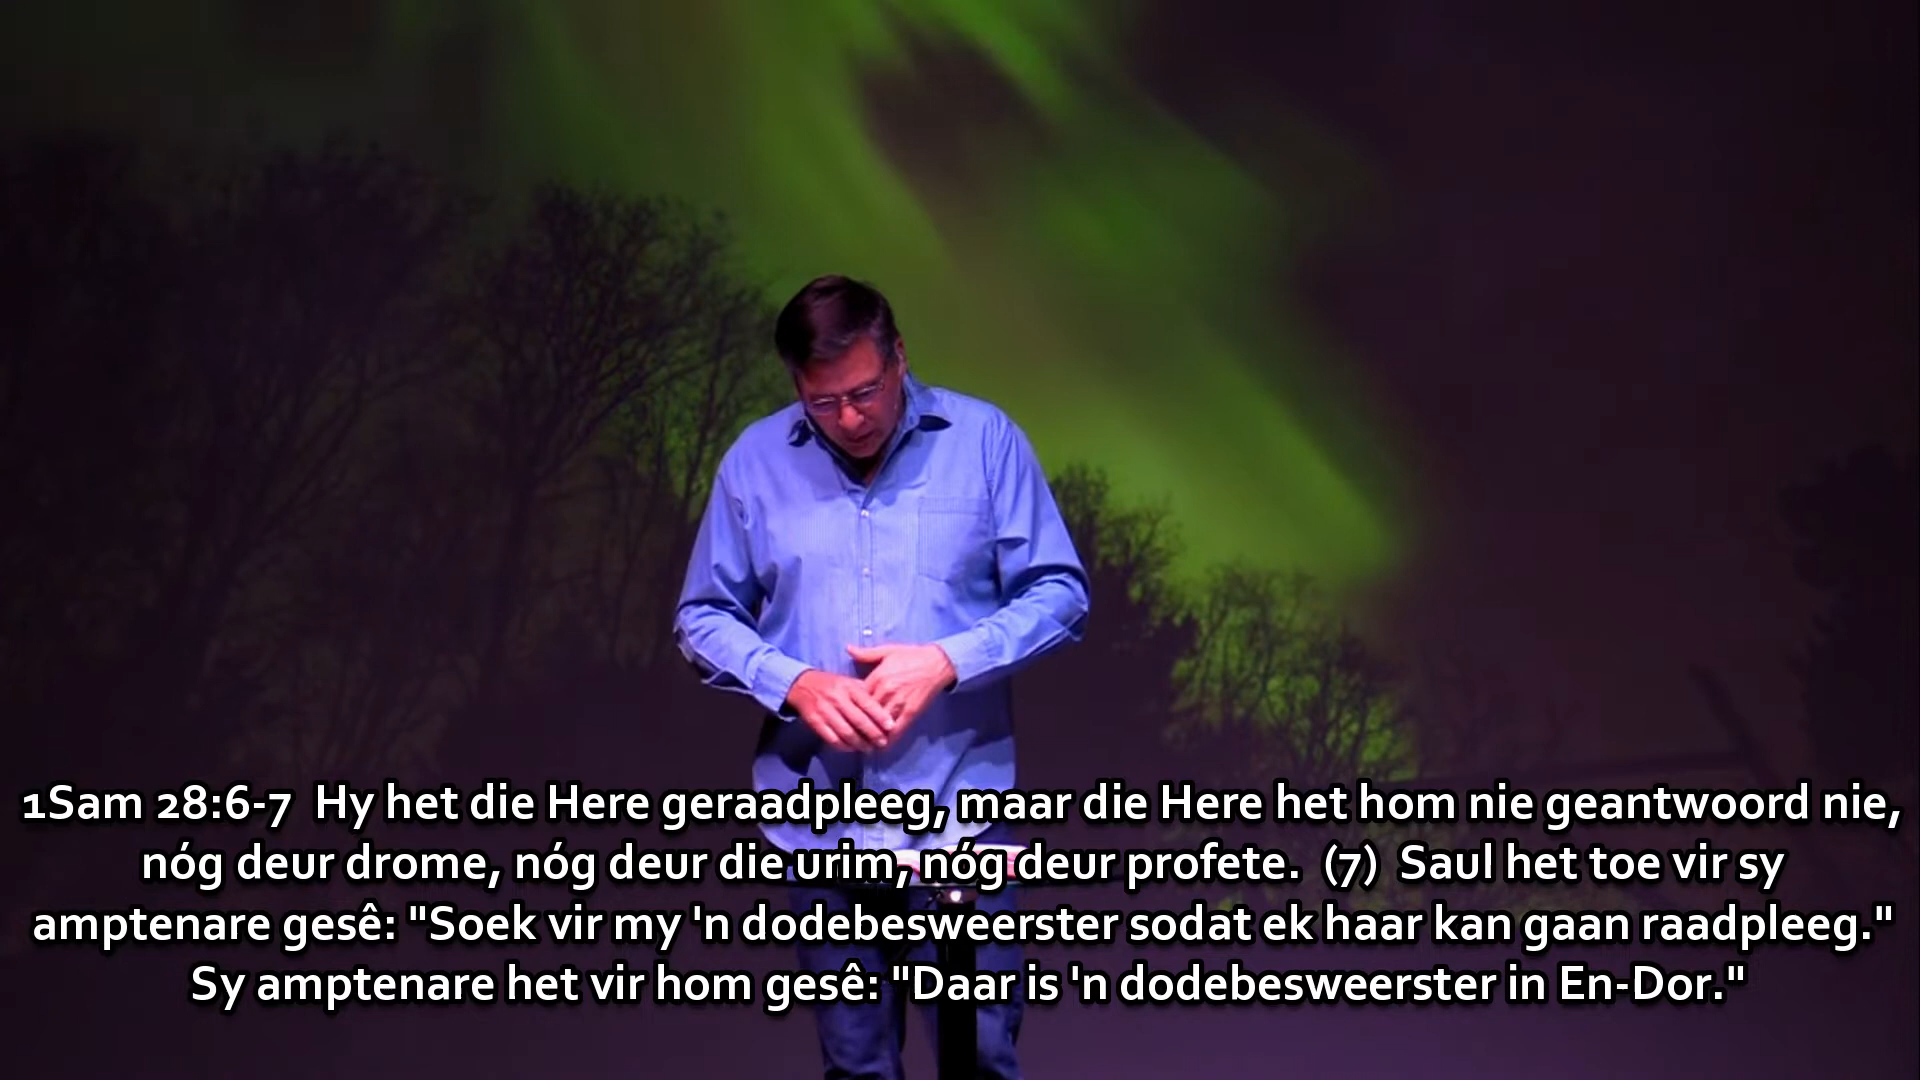 1Sam 28:6-7  Hy het die Here geraadpleeg, maar die Here het hom nie geantwoord nie,
nóg deur drome, nóg deur die urim, nóg deur profete.  (7)  Saul het toe vir sy
amptenare gesê: "Soek vir my 'n dodebesweerster sodat ek haar kan gaan raadpleeg."
Sy amptenare het vir hom gesê: "Daar is 'n dodebesweerster in En-Dor."